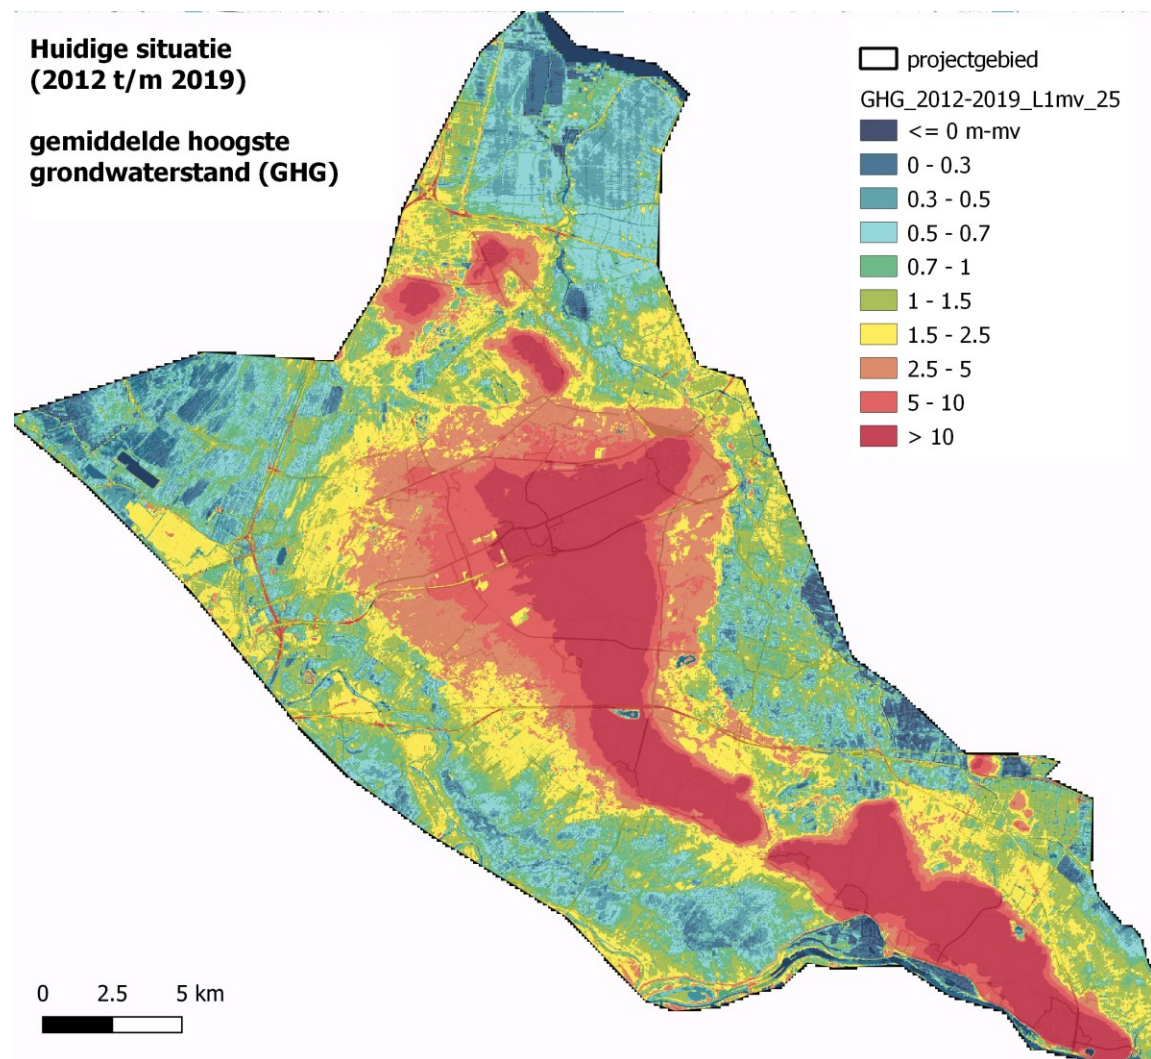 Huidige situatie
(2012 t/m 2019)
gemiddelde hoogste
grondwaterstand (GHG)
projectgebied
GHG_2012-2019_L1mv_25
<= 0 m-mv
0 - 0.3
0.3 - 0.5
0.5 - 0.7
0.7 - 1
1 - 1.5
1.5 - 2.5
2.5 - 5
5 - 10
> 10
0 2.5 5 km